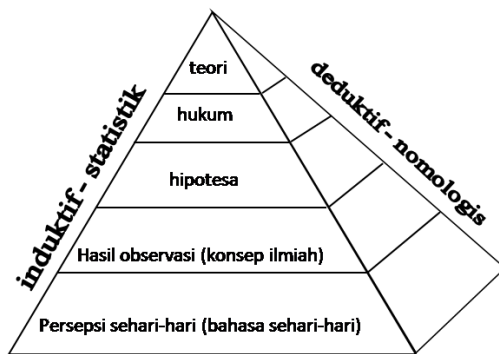 teori
hukum
hipotesa
Hasil observasi (konsep ilmiah)
Persepsi sehari-hari (bahasa sehari-hari)
induktif - statistik
deduktif - nomologis